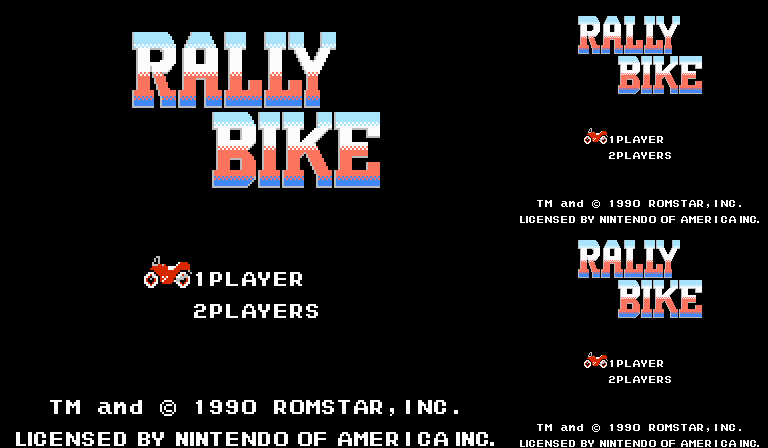 RALLY
BIKE
1PLAYER
2PLAYERS
TM and © 1990 ROMSTAR,INC.
LICENSED BY NINTENDO OF AMERICA INC.
RALLY
BIKE
1PLAYER
2PLAYERS
TM and © 1990 ROMSTAR,INC.
LICENSED BY NINTENDO OF AMERICA INC.
RALLY
BIKE
1PLAYER
2PLAYERS
TM and © 1990 ROMSTAR,INC.
LICENSED BY NINTENDO OF AMERICA INC.